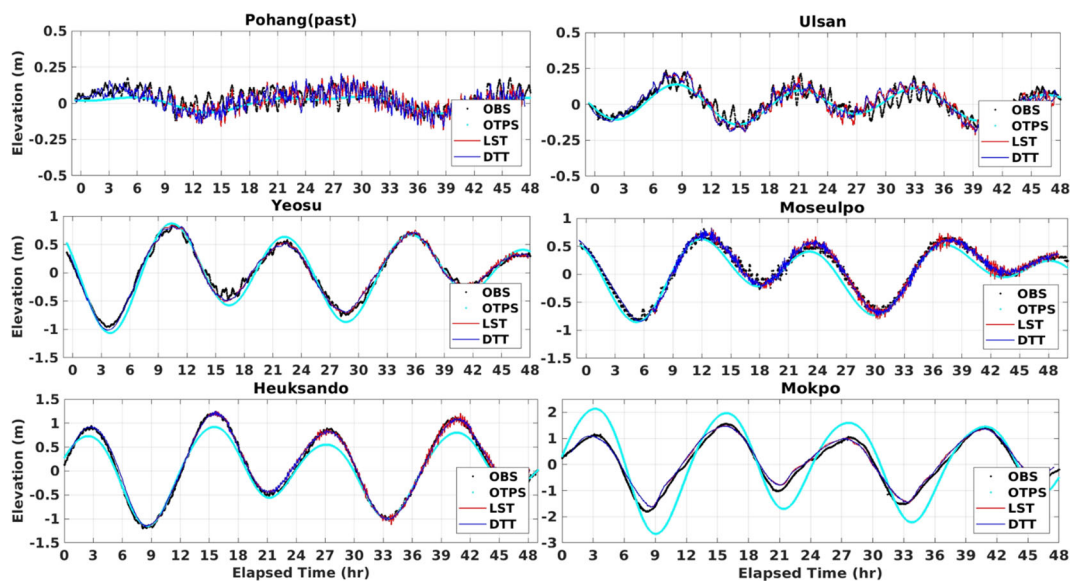 Pohang(past)
Elevation (m)
0.5
0.25
0
-0.25
-0.5
0 3 6 9 12 15 18 21 24 27 30 33 36 39 42 45 48
OBS
OTPS
LST
DTT
Ulsan
0.5
0.25
0
-0.25
-0.5
0 3 6 9 12 15 18 21 24 27 30 33 36 39 42 45 48
OBS
OTPS
LST
DTT
Yeosu
Elevation (m)
1
0.5
0
-0.5
-1
-1.5
0 3 6 9 12 15 18 21 24 27 30 33 36 39 42 45 48
OBS
OTPS
LST
DTT
Moseulpo
1
0.5
0
-0.5
-1
-1.5
0 3 6 9 12 15 18 21 24 27 30 33 36 39 42 45 48
OBS
OTPS
LST
DTT
Heuksando
Elevation (m)
1.5
1
0.5
0
-0.5
-1
-1.5
0 3 6 9 12 15 18 21 24 27 30 33 36 39 42 45 48
Elapsed Time (hr)
OBS
OTPS
LST
DTT
Mokpo
2
1
0
-1
-2
-3
0 3 6 9 12 15 18 21 24 27 30 33 36 39 42 45 48
Elapsed Time (hr)
OBS
OTPS
LST
DTT